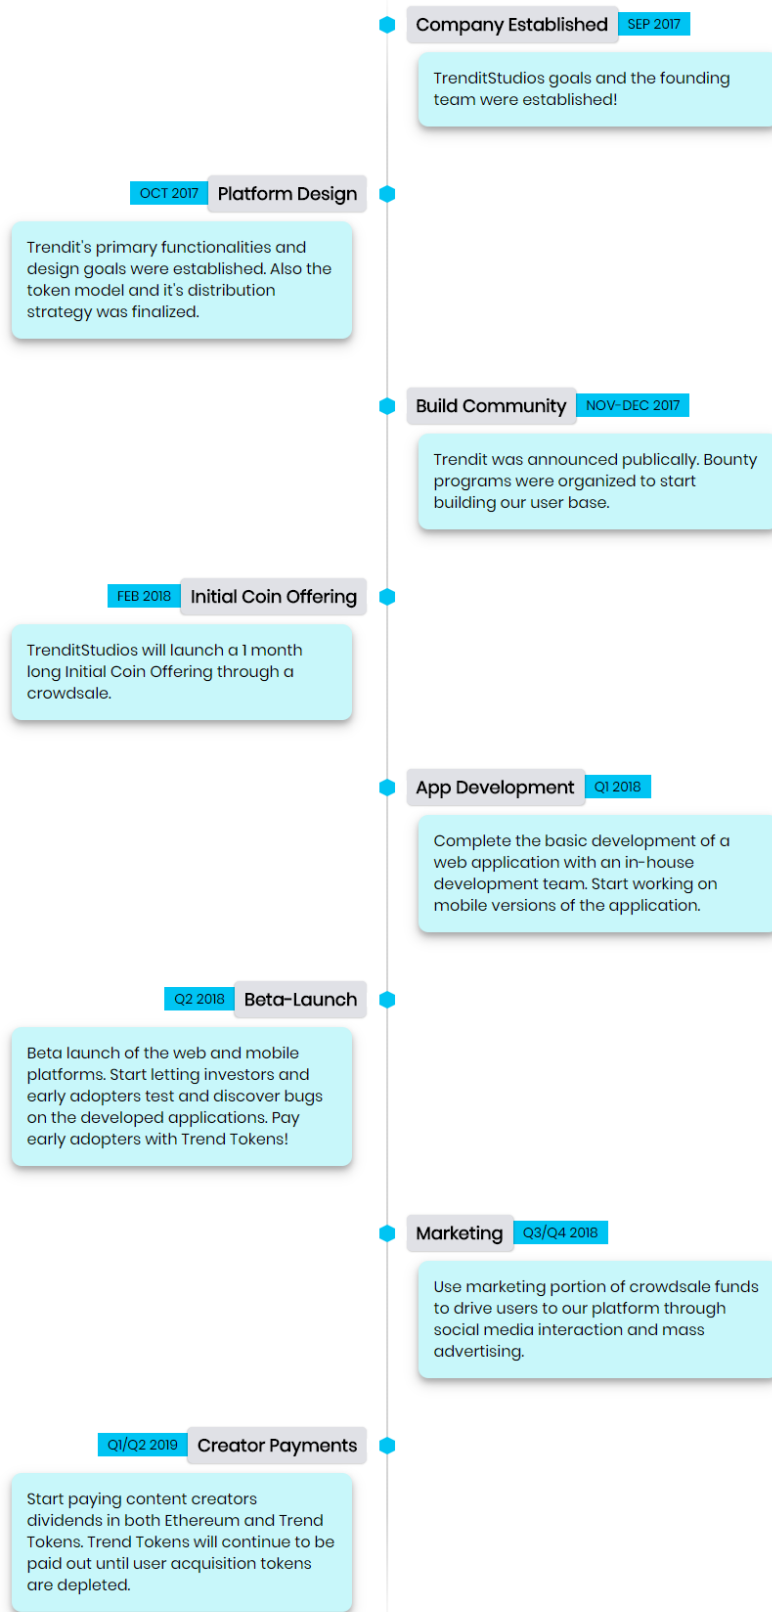 Company Established SEP 2017
TrenditStudios goals and the founding
team were established!
OCT 2017 Platform Design
Trendit's primary functionalities and
design goals were established. Also the
token model and it's distribution
strategy was finalized.
Build Community NOV-DEC 2017
Trendit was announced publically. Bounty
programs were organized to start
building our user base.
FEB 2018 Initial Coin Offering
TrenditStudios will launch a 1 month
long Initial Coin Offering through a
crowdsale.
App Development Q1 2018
Complete the basic development of a
web application with an in-house
development team. Start working on
mobile versions of the application.
Q2 2018 Beta-Launch
Beta launch of the web and mobile
platforms. Start letting investors and
early adopters test and discover bugs
on the developed applications. Pay
early adopters with Trend Tokens!
Marketing Q3/Q4 2018
Use marketing portion of crowdsale funds
to drive users to our platform through
social media interaction and mass
advertising.
Q1/Q2 2019 Creator Payments
Start paying content creators
dividends in both Ethereum and Trend
Tokens. Trend Tokens will continue to be
paid out until user acquisition tokens
are depleted.